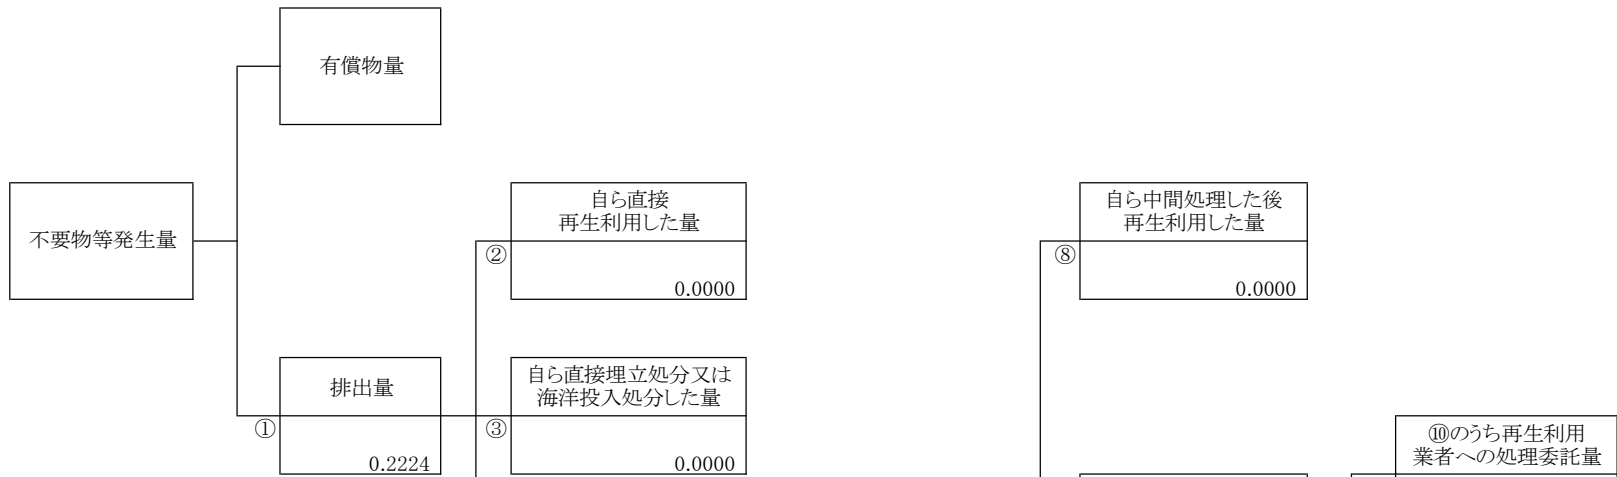 有償物量
不要物等発生量
自ら直接
再生利用した量
②
0.0000
自ら中間処理した後
再生利用した量
⑧
0.0000
排出量
①
0.2224
自ら直接埋立処分又は
海洋投入処分した量
③
0.0000
⑩のうち再生利用
業者への処理委託量